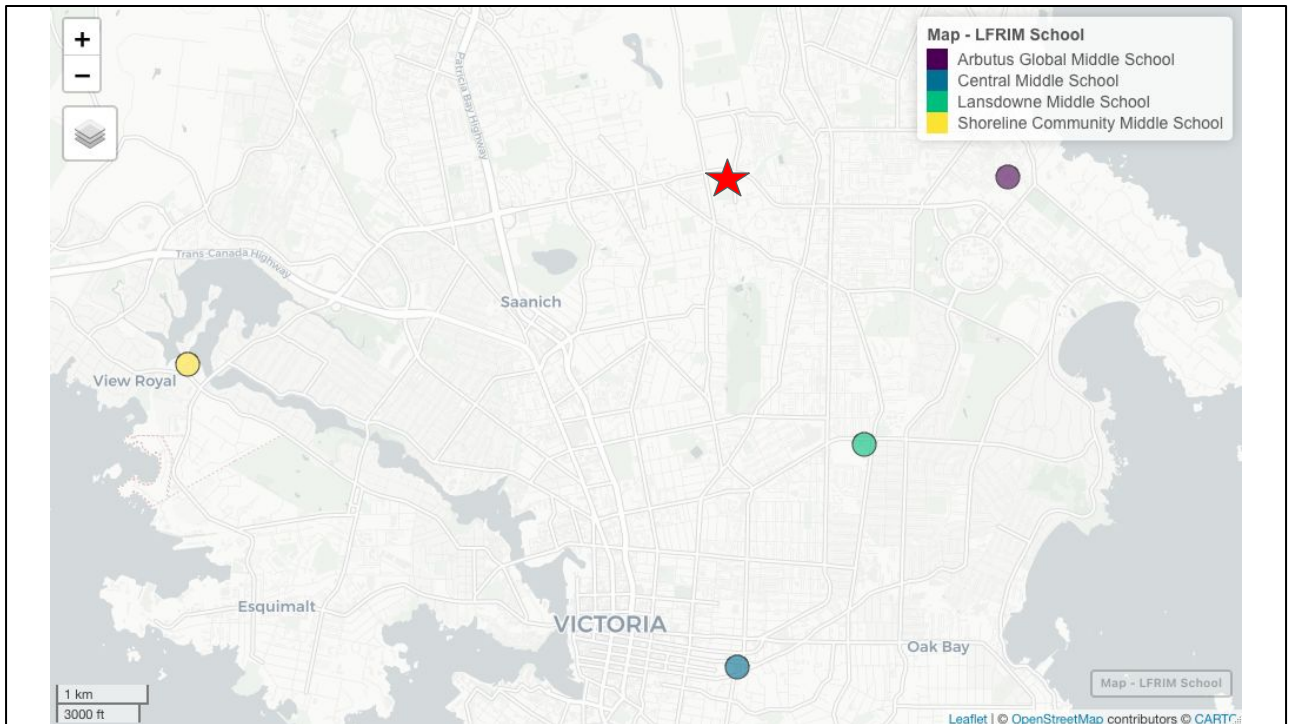 +
−
Map - LFRIM School
Arbutus Global Middle School
Central Middle School
Lansdowne Middle School
Shoreline Community Middle School
Patricia Bay Highway
Trans-Canada Highway
Saanich
View Royal
Esquimalt
VICTORIA
Oak Bay
1 km
3000 ft
Map - LFRIM School
Leaflet | © OpenStreetMap contributors © CARTO